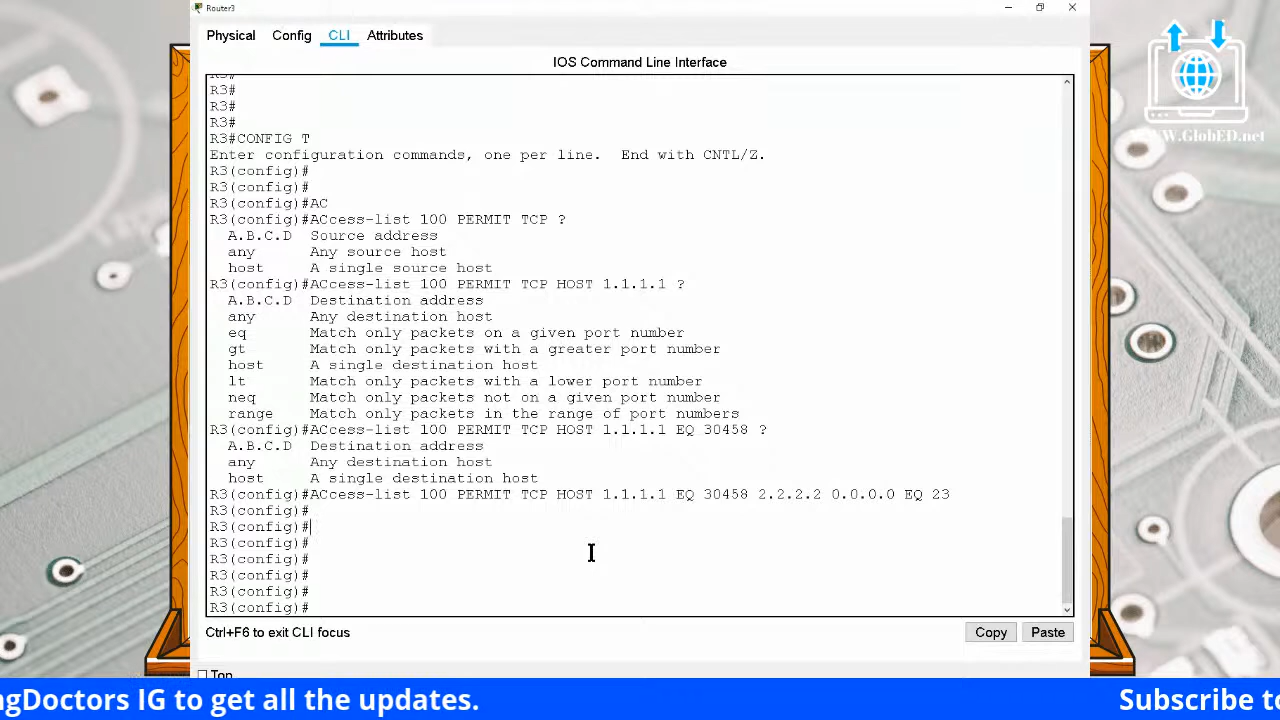 Router3
Physical Config CLI Attributes
IOS Command Line Interface
R3#
R3#
R3#
R3#
R3#CONFIG T
Enter configuration commands, one per line.  End with CNTL/Z.
R3(config)#
R3(config)#
R3(config)#AC
R3(config)#ACcess-list 100 PERMIT TCP ?
A.B.C.D  Source address
any      Any source host
host     A single source host
R3(config)#ACcess-list 100 PERMIT TCP HOST 1.1.1.1 ?
A.B.C.D  Destination address
any      Any destination host
eq       Match only packets on a given port number
gt       Match only packets with a greater port number
host     A single destination host
lt       Match only packets with a lower port number
neq      Match only packets not on a given port number
range    Match only packets in the range of port numbers
R3(config)#ACcess-list 100 PERMIT TCP HOST 1.1.1.1 EQ 30458 ?
A.B.C.D  Destination address
any      Any destination host
host     A single destination host
R3(config)#ACcess-list 100 PERMIT TCP HOST 1.1.1.1 EQ 30458 2.2.2.2 0.0.0.0 EQ 23
R3(config)#
R3(config)#
R3(config)#
R3(config)#
R3(config)#
R3(config)#
R3(config)#
Ctrl+F6 to exit CLI focus
Copy Paste
Top
WWW.GlobED.net
ngDoctors IG to get all the updates.
Subscribe to